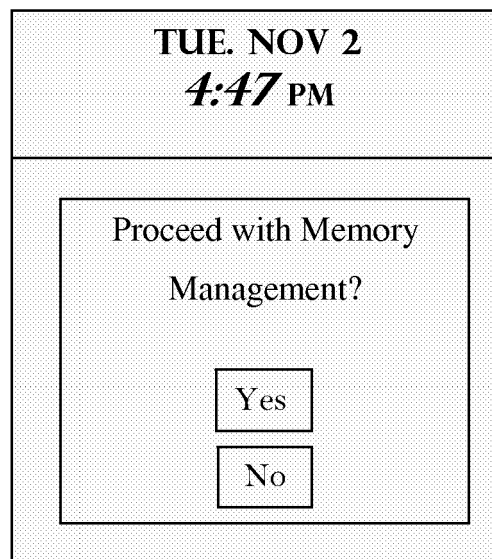 TUE. NOV 2
4:47 PM
Proceed with Memory
Management?
Yes
No